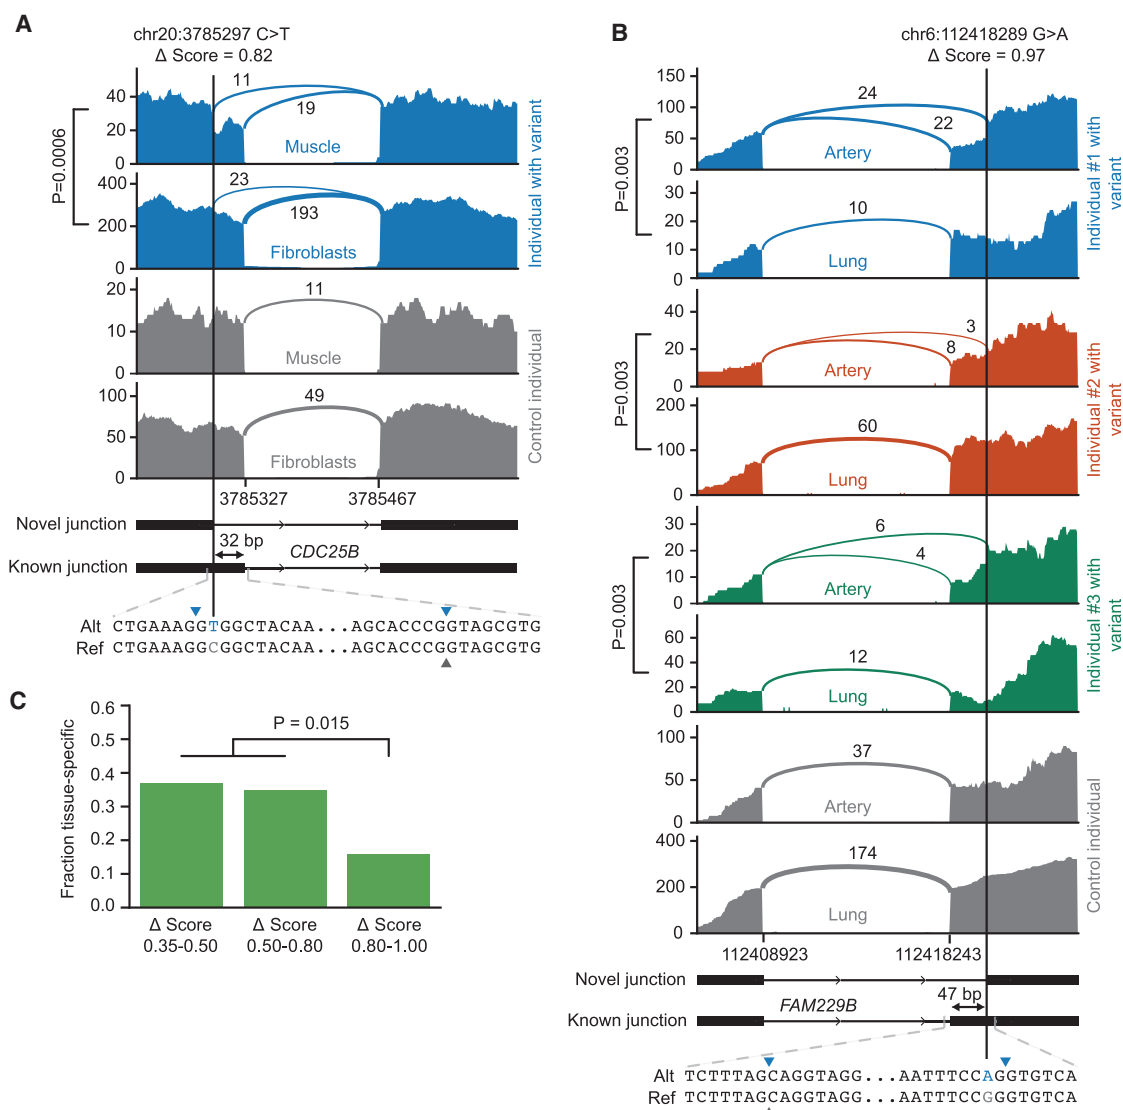 A
chr20:3785297 C>T
Δ Score = 0.82
P=0.0006
40
20
0
11
19
Muscle
400
200
0
23
193
Fibroblasts
Individual with variant
20
10
0
11
Muscle
100
50
0
49
Fibroblasts
Control individual
3785327
3785467
Novel junction
32 bp
CDC25B
Known junction
Alt CTGAAAGGTGGCTACAA...AGCACCCGGTAGCGTG
Ref CTGAAAGGCGGCTACAA...AGCACCCGGTAGCGTG
B
chr6:112418289 G>A
Δ Score = 0.97
P=0.003
150
100
50
0
24
22
Artery
30
20
10
0
10
Lung
Individual #1 with
variant
P=0.003
40
20
0
3
8
Artery
200
100
0
60
Lung
Individual #2 with
variant
P=0.003
30
20
10
0
6
4
Artery
60
40
20
0
12
Lung
Individual #3 with
variant
100
50
0
37
Artery
400
200
0
174
Lung
Control individual
112408923
112418243
Novel junction
47 bp
FAM229B
Known junction
Alt TCTTTAGCAGGTAGG...AATTTCCAGGTGTCA
Ref TCTTTAGCAGGTAGG...AATTTCCGGGTGTCA
C
Fraction tissue-specific
0.6
0.5
0.4
0.3
0.2
0.1
0.0
P = 0.015
Δ Score
0.35-0.50
Δ Score
0.50-0.80
Δ Score
0.80-1.00